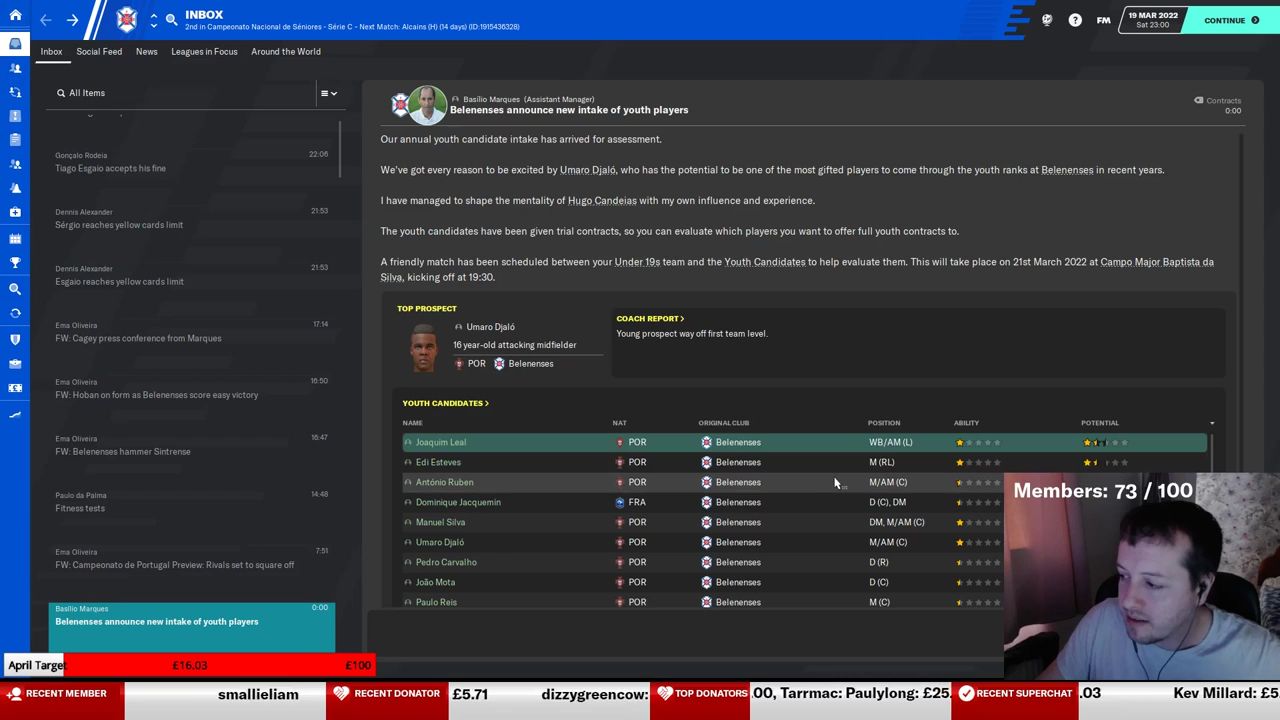 INBOX
2nd in Campeonato Nacional de Séniores - Série C - Next Match: Alcains (H) (14 days) (ID:1915436328)
FM
19 MAR 2022
Sat 23:00
CONTINUE
Inbox
Social Feed
News
Leagues in Focus
Around the World
All Items
Gonçalo Rodeia
22:06
Tiago Esgaio accepts his fine
Dennis Alexander
21:53
Sérgio reaches yellow cards limit
Dennis Alexander
21:53
Esgaio reaches yellow cards limit
Ema Oliveira
17:14
FW: Cagey press conference from Marques
Ema Oliveira
16:50
FW: Hoban on form as Belenenses score easy victory
Ema Oliveira
16:47
FW: Belenenses hammer Sintrense
Paulo da Palma
14:48
Fitness tests
Ema Oliveira
7:51
FW: Campeonato de Portugal Preview: Rivals set to square off
Basílio Marques
0:00
Belenenses announce new intake of youth players
Basílio Marques (Assistant Manager)
Belenenses announce new intake of youth players
Contracts
0:00
Our annual youth candidate intake has arrived for assessment.
We've got every reason to be excited by Umaro Djaló, who has the potential to be one of the most gifted players to come through the youth ranks at Belenenses in recent years.
I have managed to shape the mentality of Hugo Candeias with my own influence and experience.
The youth candidates have been given trial contracts, so you can evaluate which players you want to offer full youth contracts to.
A friendly match has been scheduled between your Under 19s team and the Youth Candidates to help evaluate them. This will take place on 21st March 2022 at Campo Major Baptista da
Silva, kicking off at 19:30.
TOP PROSPECT
Umaro Djaló
16 year-old attacking midfielder
POR Belenenses
COACH REPORT >
Young prospect way off first team level.
YOUTH CANDIDATES >
NAME NAT ORIGINAL CLUB POSITION ABILITY POTENTIAL
Joaquim Leal POR Belenenses WB/AM (L)
Edi Esteves POR Belenenses M (RL)
António Ruben POR Belenenses M/AM (C)
Dominique Jacquemin FRA Belenenses D (C), DM
Manuel Silva POR Belenenses DM, M/AM (C)
Umaro Djaló POR Belenenses M/AM (C)
Pedro Carvalho POR Belenenses D (R)
João Mota POR Belenenses D (C)
Paulo Reis POR Belenenses M (C)
Members: 73 / 100
April Target
£16.03
£100
RECENT MEMBER
smallieliam
RECENT DONATOR
£5.71 dizzygreencow:
TOP DONATORS
.00, Tarrmac: Paulylong: £25.
RECENT SUPERCHAT
.03 Kev Millard: £5